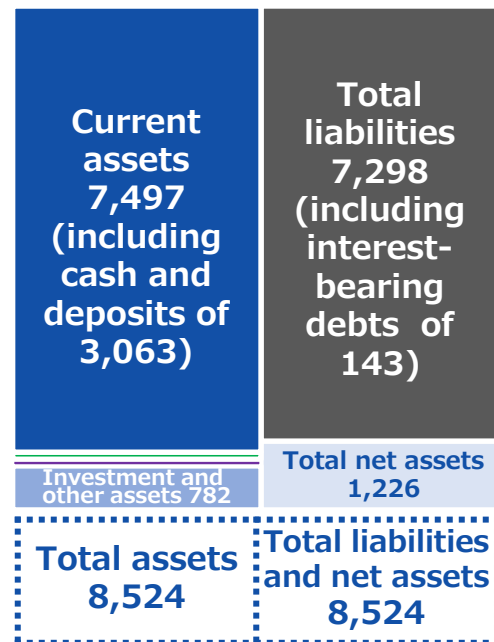 Current
assets
7,497
(including
cash and
deposits of
3,063)
Total
liabilities
7,298
(including
interest-
bearing
debts of
143)
Investment and
other assets 782
Total net assets
1,226
Total assets
8,524
Total liabilities
and net assets
8,524